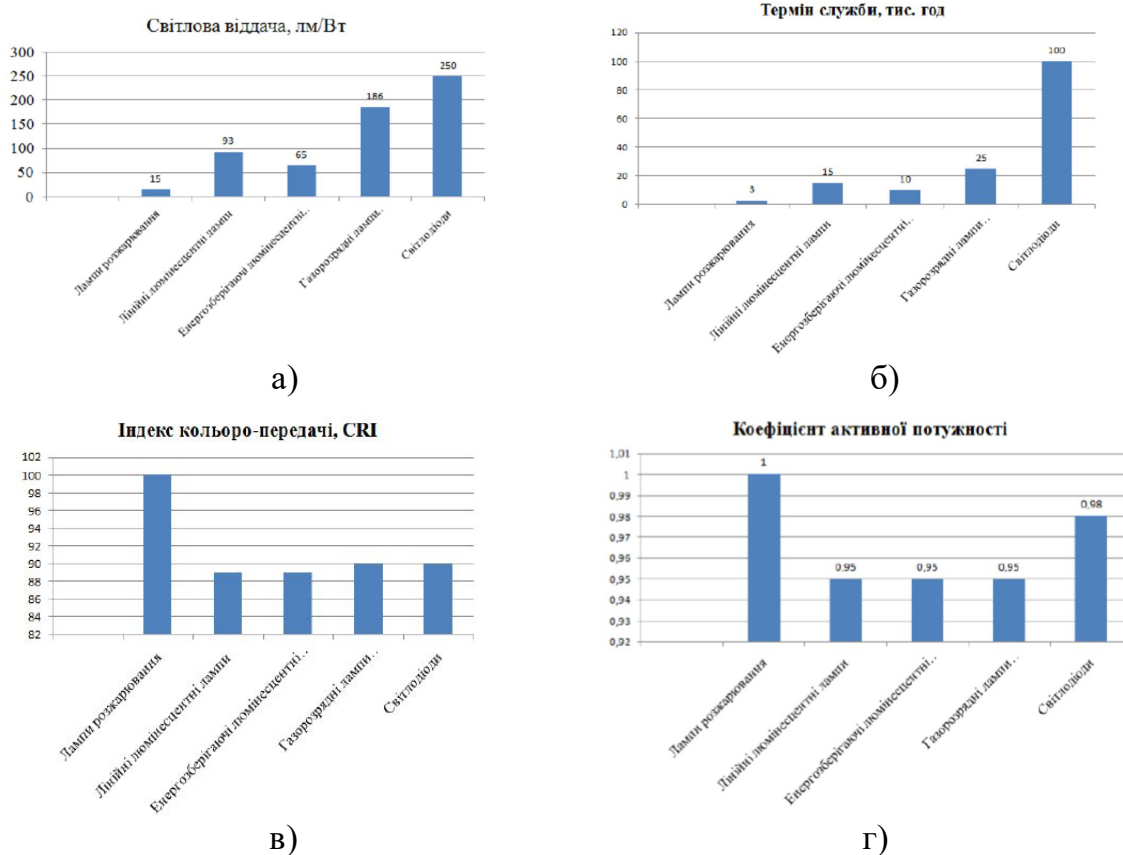 Світлова віддача, лм/Вт
300
250
200
150
100
50
0
15
93
65
186
250
Лампи розжарювання
Лінійні люмінесцентні лампи
Енергозберігаючі люмінесцентні..
Газорозрядні лампи..
Світлодіоди
а)
Термін служби, тис. год
120
100
80
60
40
20
0
3
15
10
25
100
Лампи розжарювання
Лінійні люмінесцентні лампи
Енергозберігаючі люмінесцентні...
Газорозрядні лампи...
Світлодіоди
б)
Індекс кольоро-передачі, CRI
102
100
98
96
94
92
90
88
86
84
82
Лампи розжарювання
Лінійні люмінесцентні лампи
Енергозберігаючі люмінесцентні...
Газорозрядні лампи...
Світлодіоди
в)
Коефіцієнт активної потужності
1,01
1
0,99
0,98
0,97
0,96
0,95
0,94
0,93
0,92
1
0,95
0,95
0,95
0,98
Лампи розжарювання
Лінійні люмінесцентні лампи
Енергозберігаючі люмінесцентні...
Газорозрядні лампи...
Світлодіоди
г)